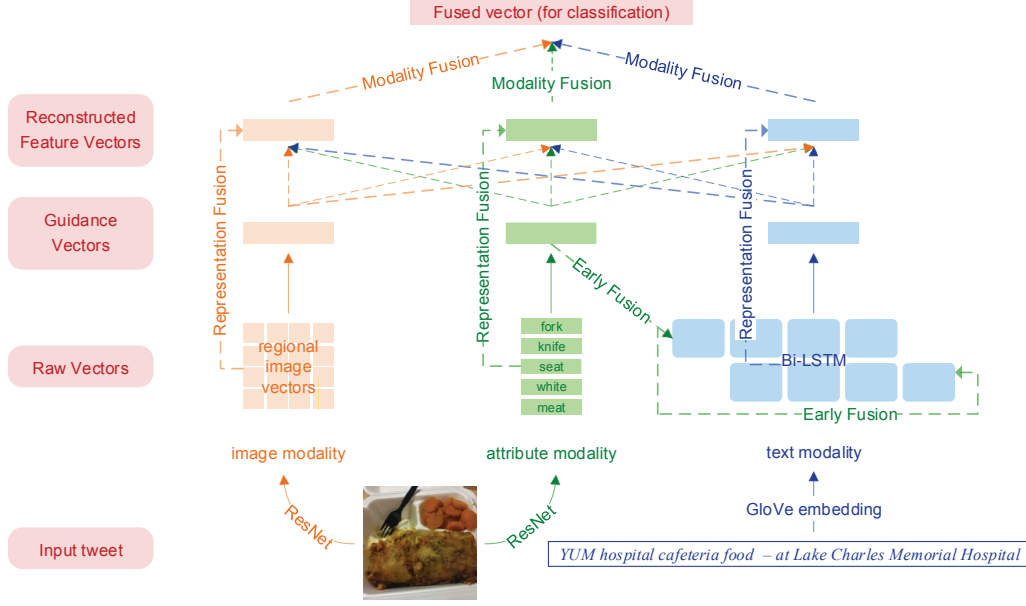 Fused vector (for classification)
Modality Fusion
Modality Fusion
Modality Fusion
Reconstructed
Feature Vectors
Representation Fusion
Representation Fusion
Representation Fusion
Guidance
Vectors
Early Fusion
Raw Vectors
regional
image
vectors
fork
knife
seat
white
meat
Bi-LSTM
Early Fusion
image modality
attribute modality
text modality
ResNet
ResNet
GloVe embedding
Input tweet
YUM hospital cafeteria food – at Lake Charles Memorial Hospital